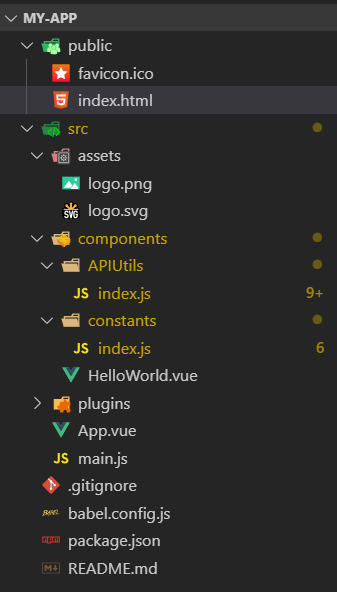 MY-APP
public
favicon.ico
index.html
src
assets
logo.png
SVG logo.svg
components
APIUtils
JS index.js 9+
constants
JS index.js 6
HelloWorld.vue
plugins
App.vue
JS main.js
.gitignore
BABEL babel.config.js
npm package.json
M README.md